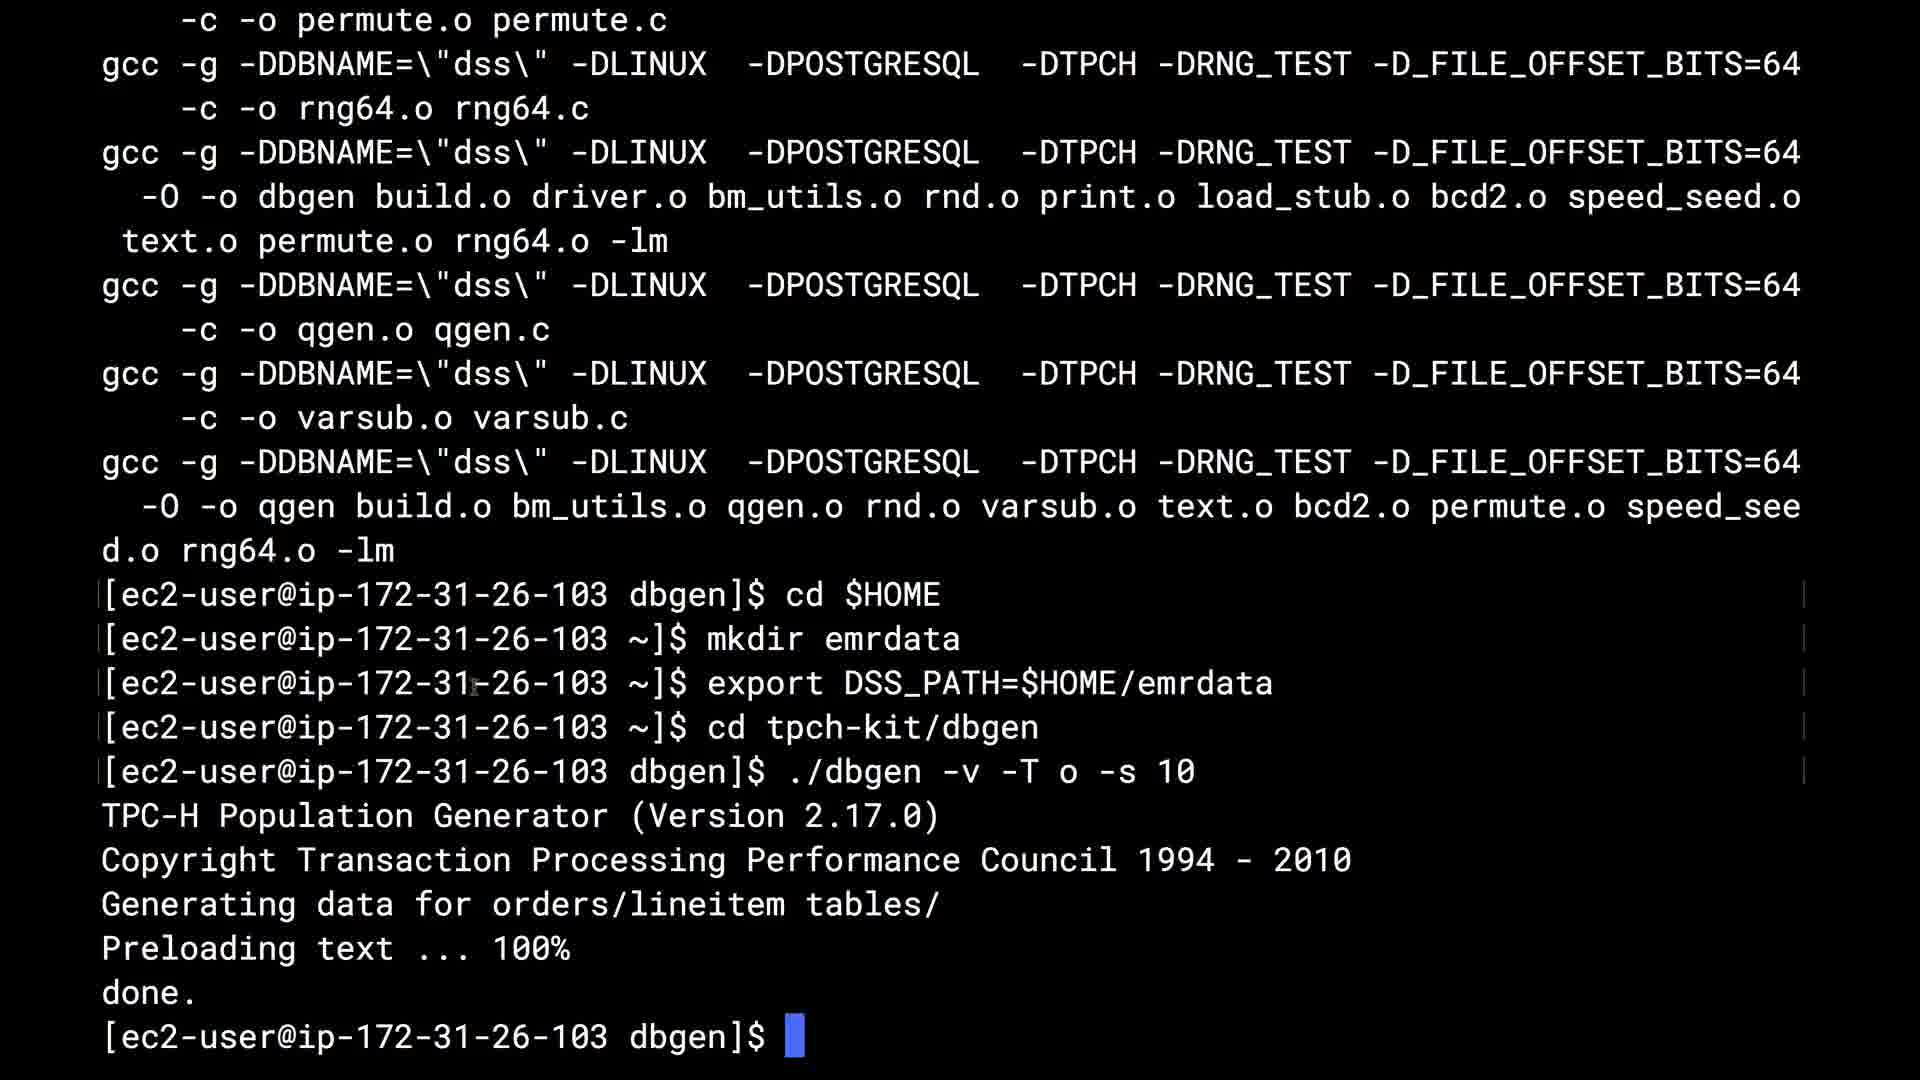 -c -o permute.o permute.c
gcc -g -DDBNAME=\"dss\" -DLINUX  -DPOSTGRESQL  -DTPCH -DRNG_TEST -D_FILE_OFFSET_BITS=64
-c -o rng64.o rng64.c
gcc -g -DDBNAME=\"dss\" -DLINUX  -DPOSTGRESQL  -DTPCH -DRNG_TEST -D_FILE_OFFSET_BITS=64
-O -o dbgen build.o driver.o bm_utils.o rnd.o print.o load_stub.o bcd2.o speed_seed.o
text.o permute.o rng64.o -lm
gcc -g -DDBNAME=\"dss\" -DLINUX  -DPOSTGRESQL  -DTPCH -DRNG_TEST -D_FILE_OFFSET_BITS=64
-c -o qgen.o qgen.c
gcc -g -DDBNAME=\"dss\" -DLINUX  -DPOSTGRESQL  -DTPCH -DRNG_TEST -D_FILE_OFFSET_BITS=64
-c -o varsub.o varsub.c
gcc -g -DDBNAME=\"dss\" -DLINUX  -DPOSTGRESQL  -DTPCH -DRNG_TEST -D_FILE_OFFSET_BITS=64
-O -o qgen build.o bm_utils.o qgen.o rnd.o varsub.o text.o bcd2.o permute.o speed_see
d.o rng64.o -lm
[ec2-user@ip-172-31-26-103 dbgen]$ cd $HOME
[ec2-user@ip-172-31-26-103 ~]$ mkdir emrdata
[ec2-user@ip-172-31-26-103 ~]$ export DSS_PATH=$HOME/emrdata
[ec2-user@ip-172-31-26-103 ~]$ cd tpch-kit/dbgen
[ec2-user@ip-172-31-26-103 dbgen]$ ./dbgen -v -T o -s 10
TPC-H Population Generator (Version 2.17.0)
Copyright Transaction Processing Performance Council 1994 - 2010
Generating data for orders/lineitem tables/
Preloading text ... 100%
done.
[ec2-user@ip-172-31-26-103 dbgen]$